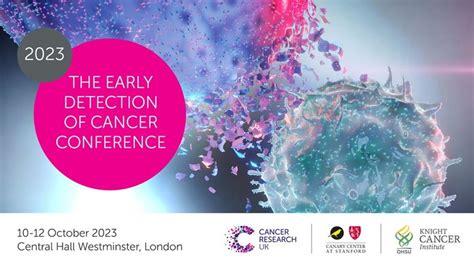 2023
THE EARLY
DETECTION
OF CANCER
CONFERENCE
10-12 October 2023
Central Hall Westminster, London
CANCER
RESEARCH
UK
CANARY CENTER
AT STANFORD
OHSU
KNIGHT
CANCER
Institute